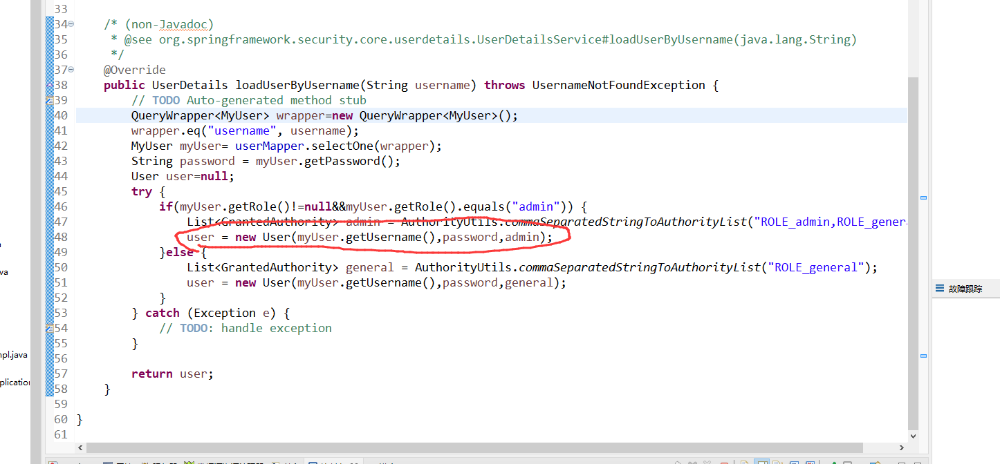 33
34 /* (non-Javadoc)
35 * @see org.springframework.security.core.userdetails.UserDetailsService#loadUserByUsername(java.lang.String)
36 */
37 @Override
38 public UserDetails loadUserByUsername(String username) throws UsernameNotFoundException {
39 // TODO Auto-generated method stub
40 QueryWrapper<MyUser> wrapper=new QueryWrapper<MyUser>();
41 wrapper.eq("username", username);
42 MyUser myUser= userMapper.selectOne(wrapper);
43 String password = myUser.getPassword();
44 User user=null;
45 try {
46 if(myUser.getRole()!=null&&myUser.getRole().equals("admin")) {
47 List<GrantedAuthority> admin = AuthorityUtils.commaSeparatedStringToAuthorityList("ROLE_admin,ROLE_gener
48 user = new User(myUser.getUsername(),password,admin);
49 }else {
50 List<GrantedAuthority> general = AuthorityUtils.commaSeparatedStringToAuthorityList("ROLE_general");
51 user = new User(myUser.getUsername(),password,general);
52 }
53 } catch (Exception e) {
54 // TODO: handle exception
55 }
56
57 return user;
58 }
59
60 }
61
va
npl.java
plication
故障跟踪